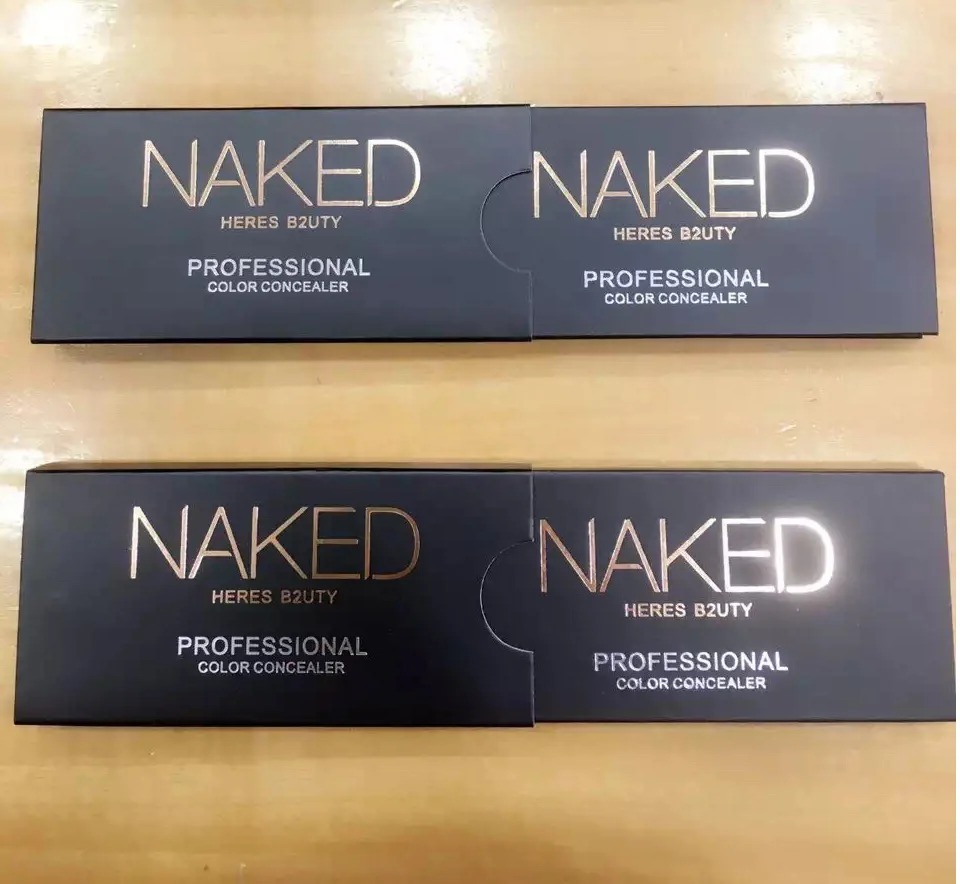 NAKED
HERES B2UTY
PROFESSIONAL
COLOR CONCEALER
NAKED
HERES B2UTY
PROFESSIONAL
COLOR CONCEALER
NAKED
HERES B2UTY
PROFESSIONAL
COLOR CONCEALER
NAKED
HERES B2UTY
PROFESSIONAL
COLOR CONCEALER